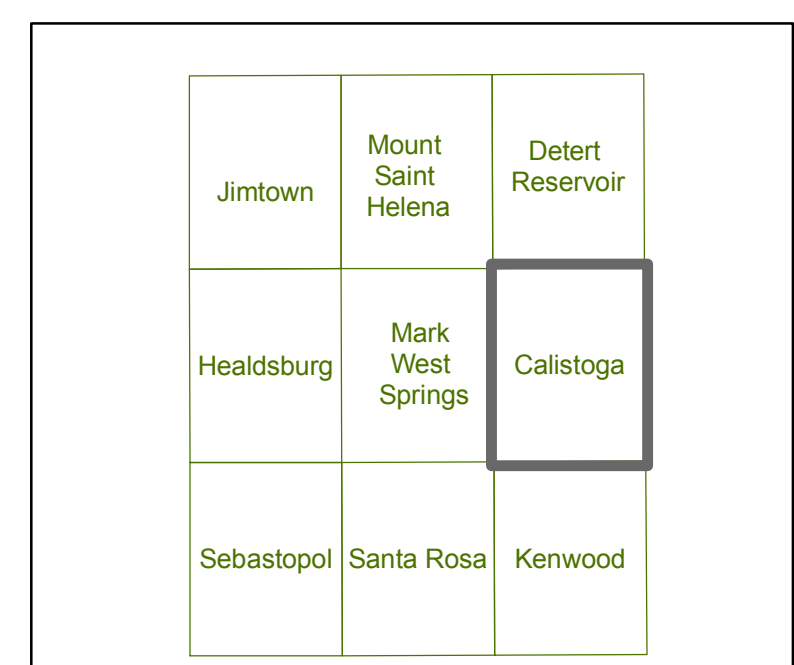 Jimtown
Mount
Saint
Helena
Detert
Reservoir
Healdsburg
Mark
West
Springs
Calistoga
Sebastopol
Santa Rosa
Kenwood